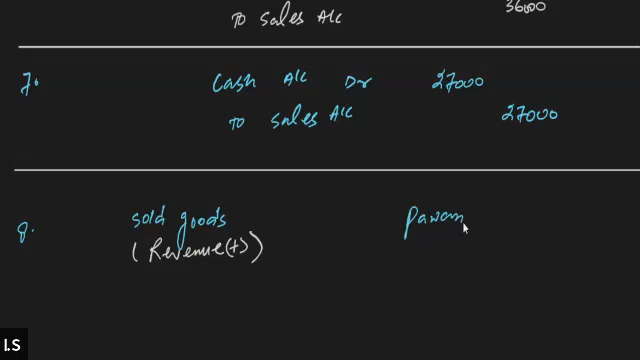 36000
To Sales A/c
7. Cash A/c Dr 27000
To Sales A/c 27000
8. sold goods Pawan
(Revenue(+))
I.S